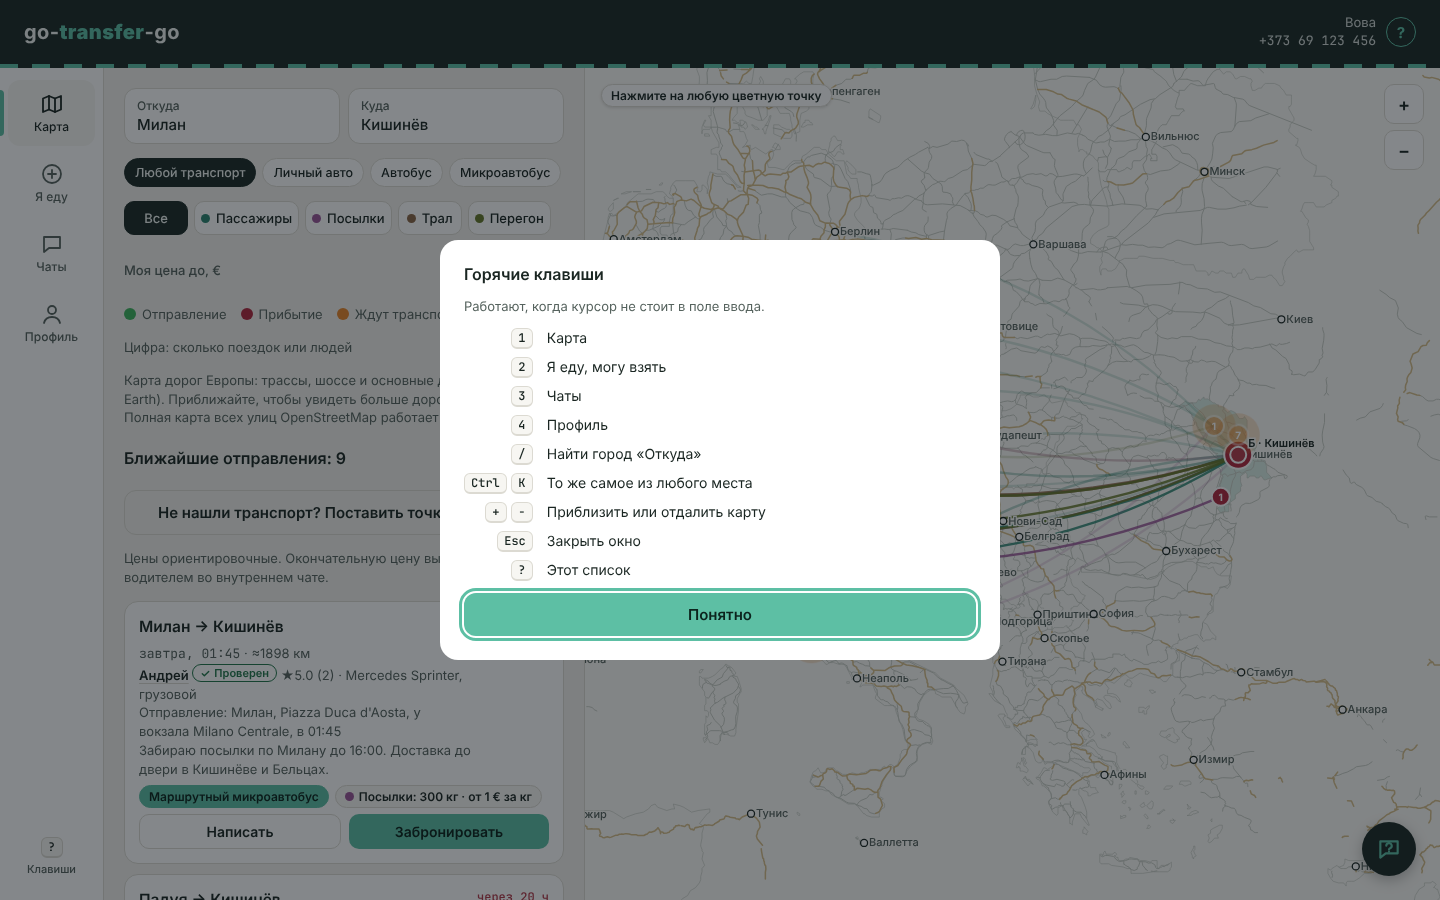 go-transfer-go
Вова
+373 69 123 456
?
Карта
Я еду
Чаты
Профиль
?
Клавиши
Откуда
Милан
Куда
Кишинёв
Любой транспорт
Личный авто
Автобус
Микроавтобус
Все
Пассажиры
Посылки
Трал
Перегон
Моя цена до, €
Отправление
Прибытие
Ждут
Цифра: сколько поездок или людей
Карта дорог Европы: трассы, шоссе и основные
Earth). Приближайте, чтобы увидеть больше
Полная карта всех улиц OpenStreetMap работает
Ближайшие отправления: 9
Не нашли транспорт? Поставить
Цены ориентировочные. Окончательную цену
водителем во внутреннем чате.
Милан → Кишинёв
завтра, 01:45 · ≈1898 км
Андрей ✓ Проверен ★5.0 (2) · Mercedes Sprinter,
грузовой
Отправление: Милан, Piazza Duca d'Aosta, у
вокзала Milano Centrale, в 01:45
Забираю посылки по Милану до 16:00. Доставка до
двери в Кишинёве и Бельцах.
Маршрутный микроавтобус
Посылки: 300 кг · от 1 € за кг
Написать
Забронировать
→
через 20 ч
Горячие клавиши
Работают, когда курсор не стоит в поле ввода.
1 Карта
2 Я еду, могу взять
3 Чаты
4 Профиль
/ Найти город «Откуда»
Ctrl K То же самое из любого места
+ - Приблизить или отдалить карту
Esc Закрыть окно
? Этот список
Понятно
Нажмите на любую цветную точку
+
−
Вильнюс
Минск
Берлин
Варшава
Киев
1
7
Б · Кишинёв
1
Нови-Сад
Белград
Бухарест
София
Скопье
Тирана
Стамбул
Неаполь
Анкара
Измир
Афины
Тунис
Валлетта